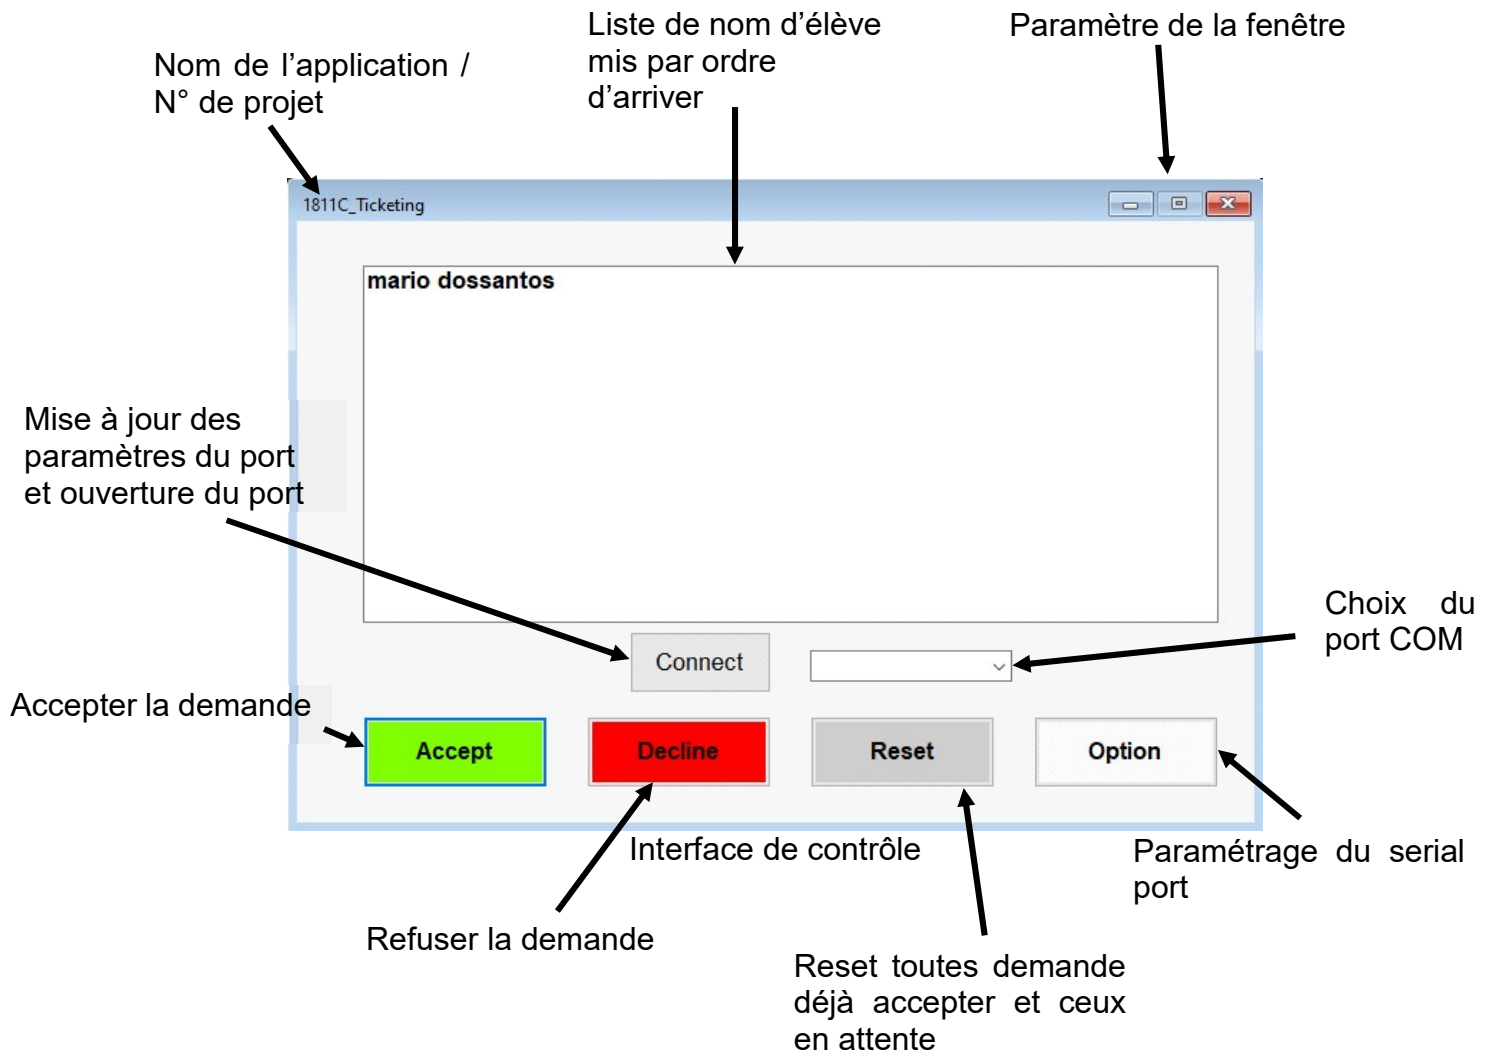 Liste de nom d'élève
mis par ordre
d'arriver
Paramètre de la fenêtre
Nom de l'application /
N° de projet
1811C_Ticketing
mario dossantos
Mise à jour des
paramètres du port
et ouverture du port
Choix du
port COM
Connect
Accepter la demande
Accept
Decline
Reset
Option
Interface de contrôle
Paramétrage du serial
port
Refuser la demande
Reset toutes demande
déjà accepter et ceux
en attente